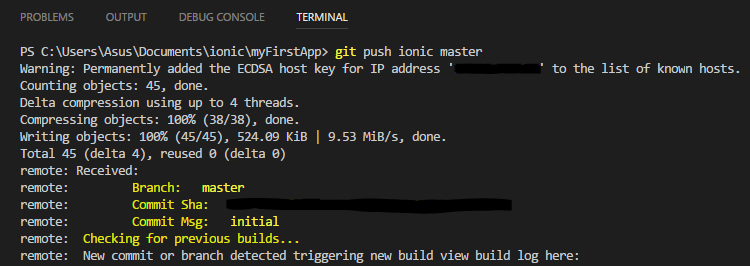 PROBLEMS OUTPUT DEBUG CONSOLE TERMINAL
PS C:\Users\Asus\Documents\ionic\myFirstApp> git push ionic master
Warning: Permanently added the ECDSA host key for IP address ' ' to the list of known hosts.
Counting objects: 45, done.
Delta compression using up to 4 threads.
Compressing objects: 100% (38/38), done.
Writing objects: 100% (45/45), 524.09 KiB | 9.53 MiB/s, done.
Total 45 (delta 4), reused 0 (delta 0)
remote: Received:
remote: Branch: master
remote: Commit Sha:
remote: Commit Msg: initial
remote: Checking for previous builds...
remote: New commit or branch detected triggering new build view build log here: